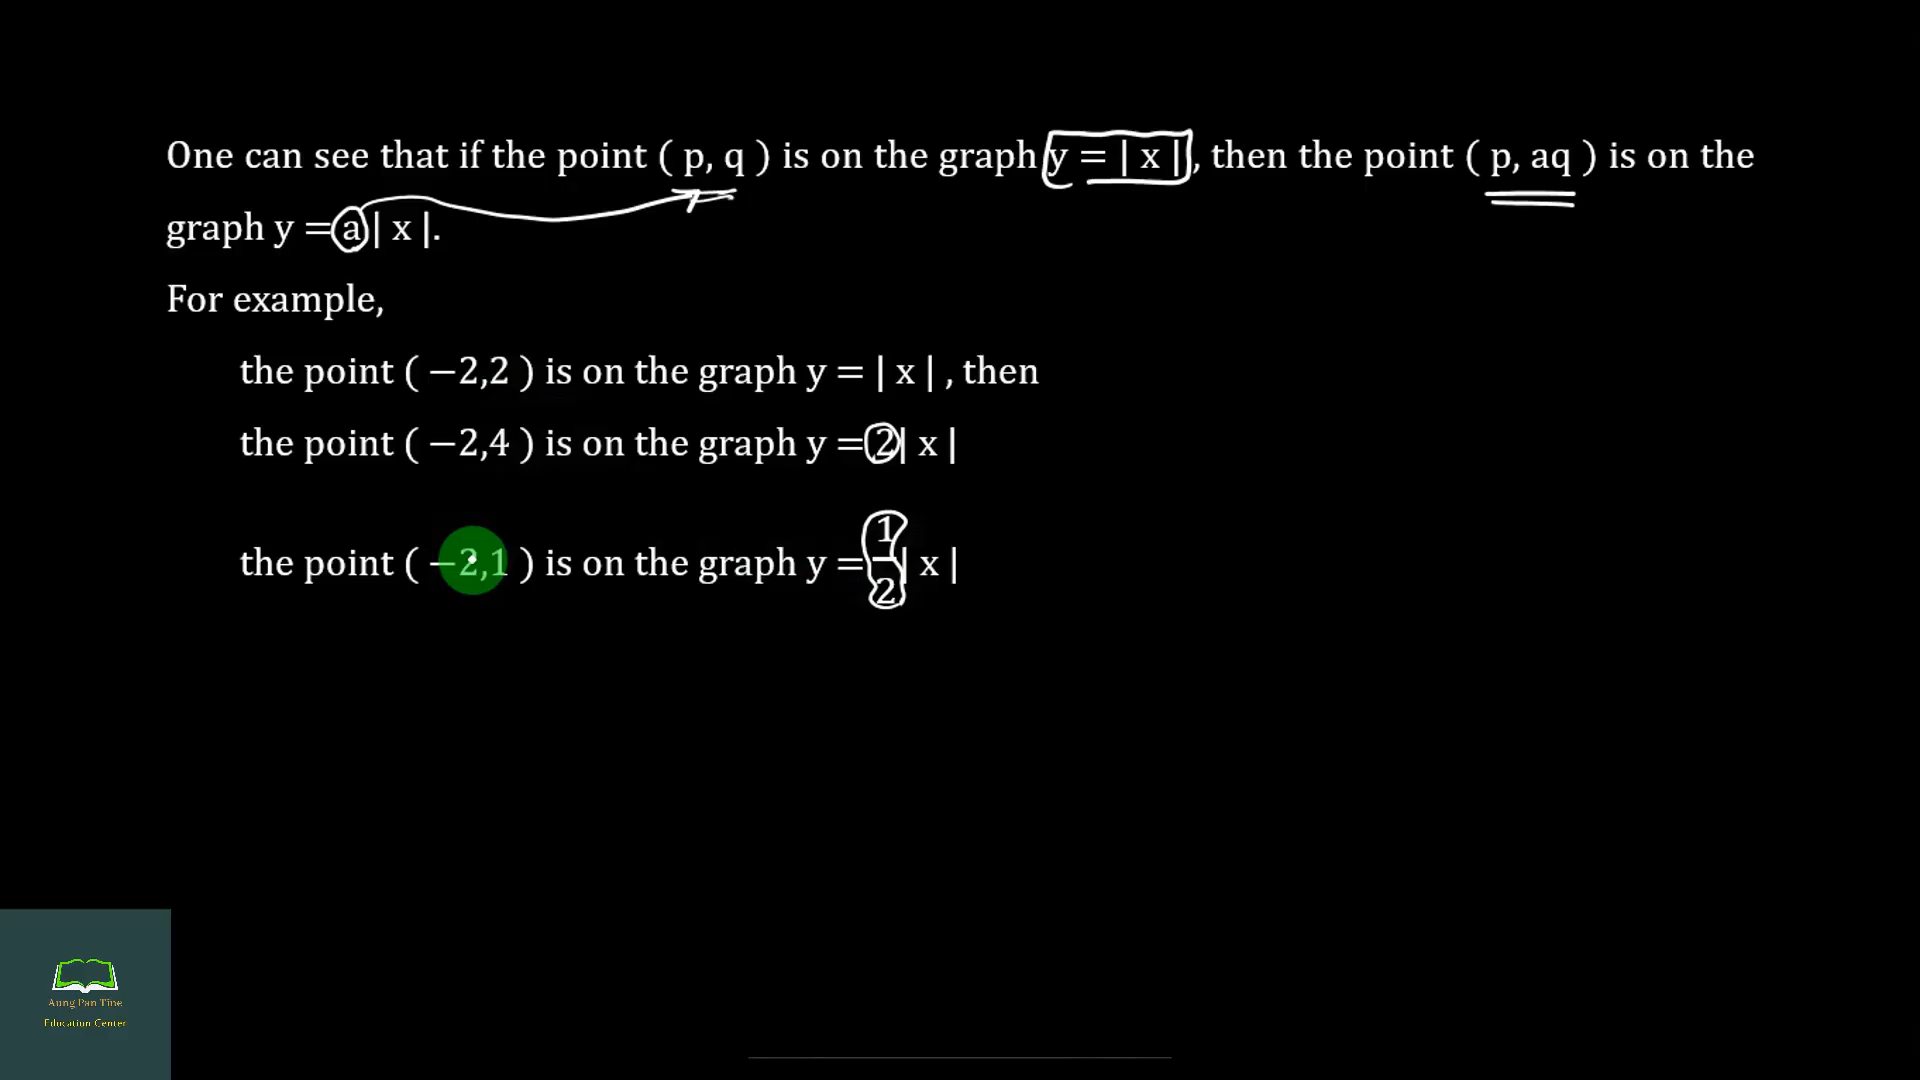 One can see that if the point ( p, q ) is on the graph y = | x |, then the point ( p, aq ) is on the
graph y = a | x |.
For example,
the point ( −2,2 ) is on the graph y = | x | , then
the point ( −2,4 ) is on the graph y = 2| x |
the point ( −2,1 ) is on the graph y = 1/2 | x |
Aung Pan Tine
Education Center